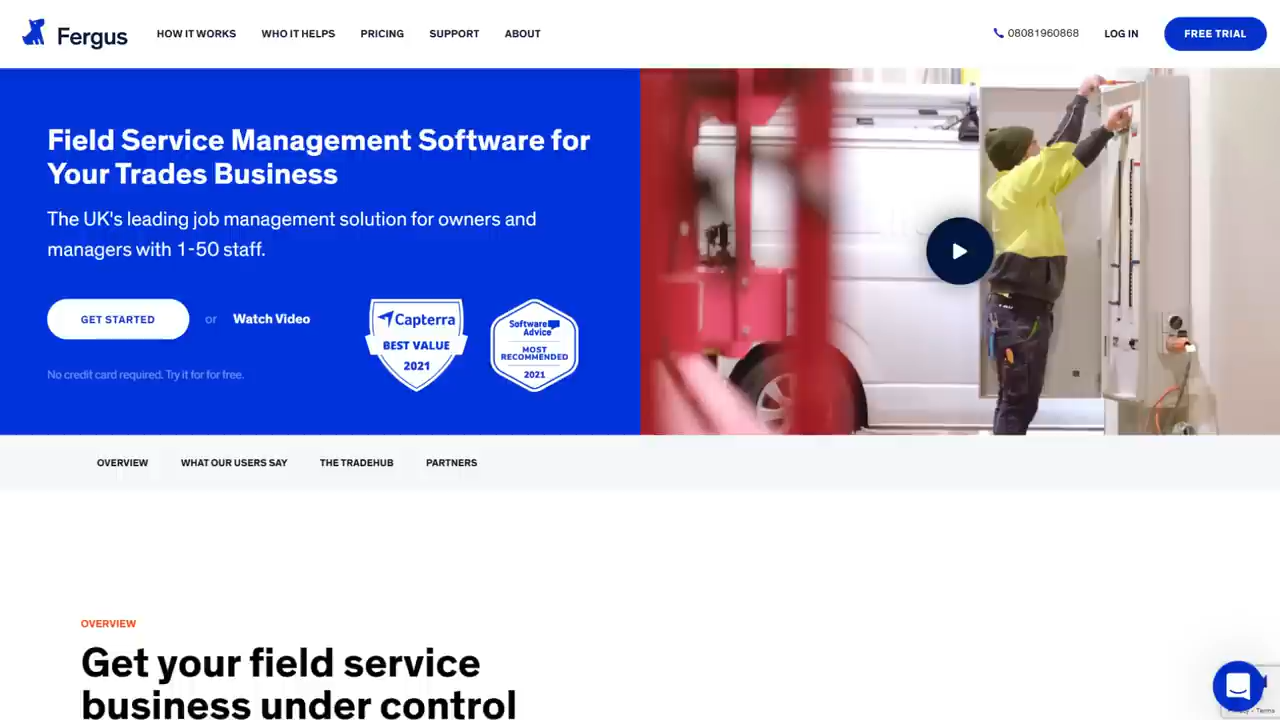 Fergus
HOW IT WORKS
WHO IT HELPS
PRICING
SUPPORT
ABOUT
08081960868
LOG IN
FREE TRIAL
Field Service Management Software for
Your Trades Business
The UK's leading job management solution for owners and
managers with 1-50 staff.
GET STARTED
or
Watch Video
Capterra
BEST VALUE
2021
Software
Advice
MOST
RECOMMENDED
2021
No credit card required. Try it for for free.
OVERVIEW
WHAT OUR USERS SAY
THE TRADEHUB
PARTNERS
OVERVIEW
Get your field service
business under control
- Terms